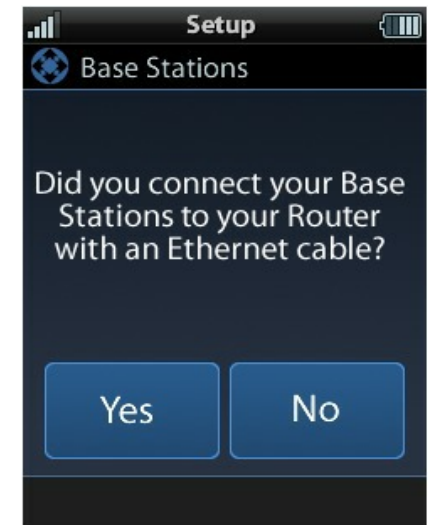 Setup
Base Stations
Did you connect your Base
Stations to your Router
with an Ethernet cable?
Yes
No